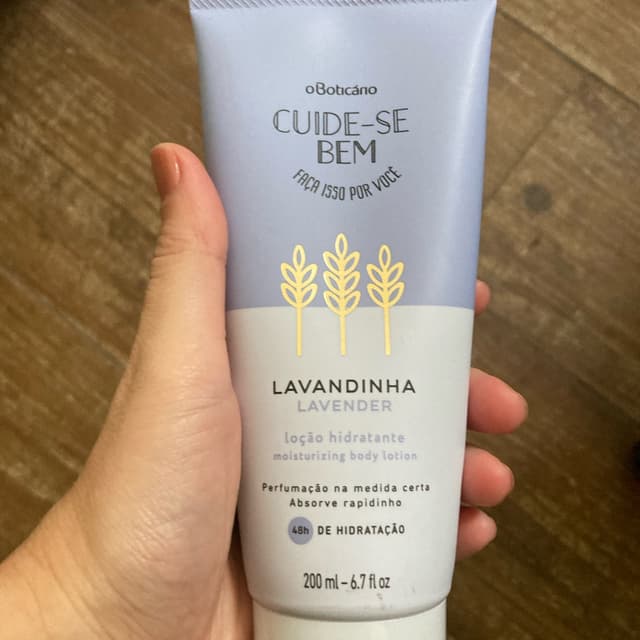 oBoticário
CUIDE-SE
BEM
FAÇA ISSO POR VOCÊ
LAVANDINHA
LAVENDER
loção hidratante
moisturizing body lotion
Perfumação na medida certa
Absorve rapidinho
48h DE HIDRATAÇÃO
200 ml - 6.7 fl oz